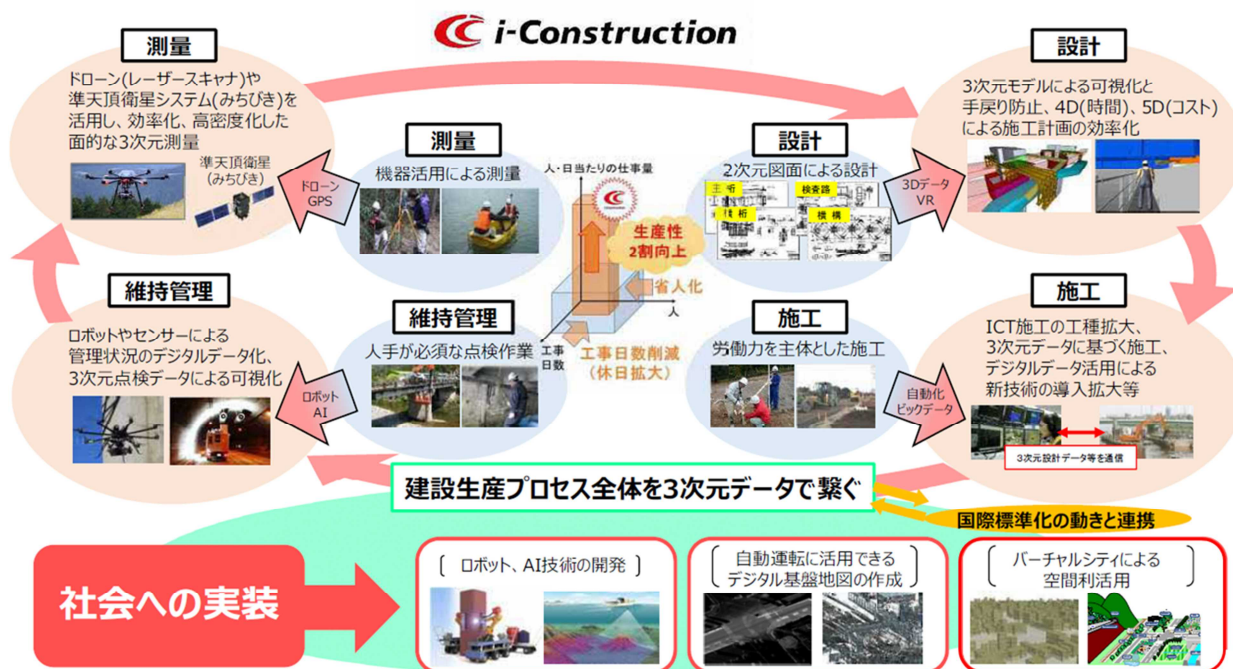 i-Construction
測量
ドローン(レーザースキャナ)や
準天頂衛星システム(みちびき)を
活用し、効率化、高密度化した
面的な3次元測量
準天頂衛星
(みちびき)
ドローン
GPS
測量
機器活用による測量
人・日当たりの仕事量
生産性
2割向上
省人化
人
工事
日数
工事日数削減
(休日拡大)
設計
2次元図面による設計
主 桁
検査路
横 桁
横 構
3Dデータ
VR
設計
3次元モデルによる可視化と
手戻り防止、4D(時間)、5D(コスト)
による施工計画の効率化
維持管理
ロボットやセンサーによる
管理状況のデジタルデータ化、
3次元点検データによる可視化
ロボット
AI
維持管理
人手が必須な点検作業
施工
労働力を主体とした施工
自動化
ビックデータ
施工
ICT施工の工種拡大、
3次元データに基づく施工、
デジタルデータ活用による
新技術の導入拡大等
3次元設計データ等を通信
建設生産プロセス全体を3次元データで繋ぐ
国際標準化の動きと連携
社会への実装
ロボット、AI技術の開発
自動運転に活用できる
デジタル基盤地図の作成
バーチャルシティによる
空間利活用